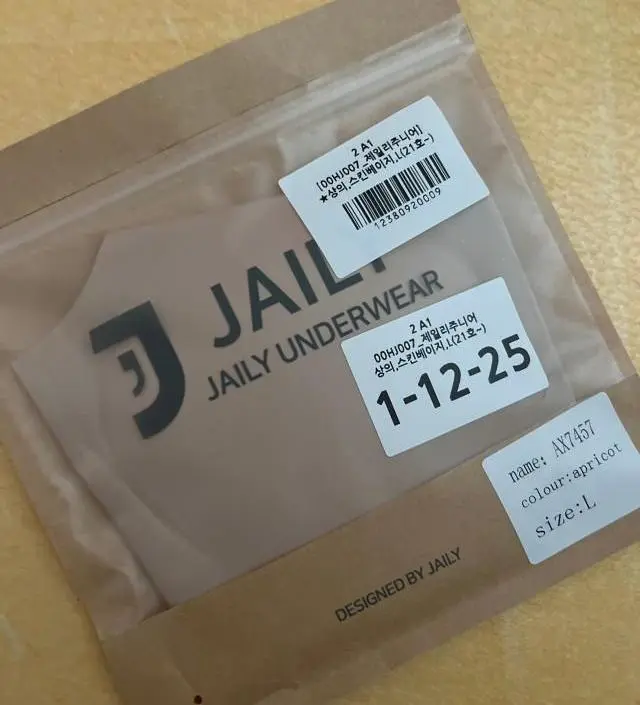 2 A1
[00HJ007_제일리주니어]
★상의,스킨베이지,L(21호~)
12380920009
JAILY
JAILY UNDERWEAR
2 A1
00HJ007_제일리주니어
상의,스킨베이지,L(21호~)
1-12-25
name: AX7457
colour:apricot
size:L
DESIGNED BY JAILY